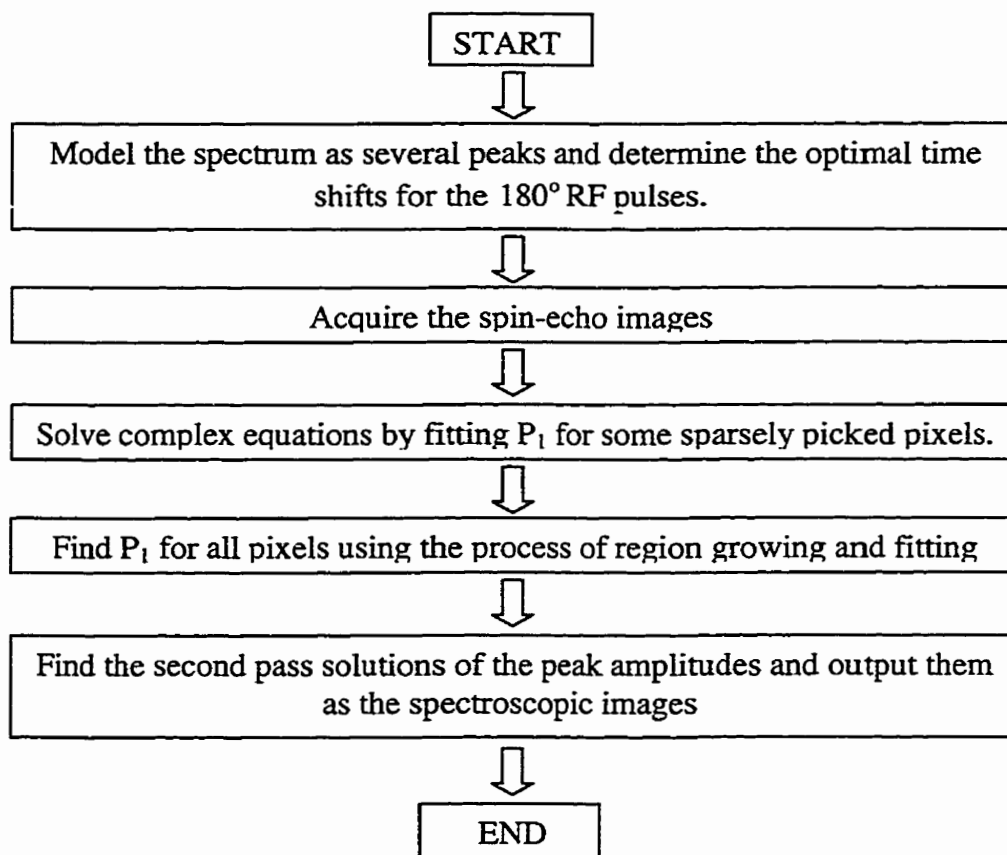 START
Model the spectrum as several peaks and determine the optimal time
shifts for the 180° RF pulses.
Acquire the spin-echo images
Solve complex equations by fitting P₁ for some sparsely picked pixels.
Find P₁ for all pixels using the process of region growing and fitting
Find the second pass solutions of the peak amplitudes and output them
as the spectroscopic images
END